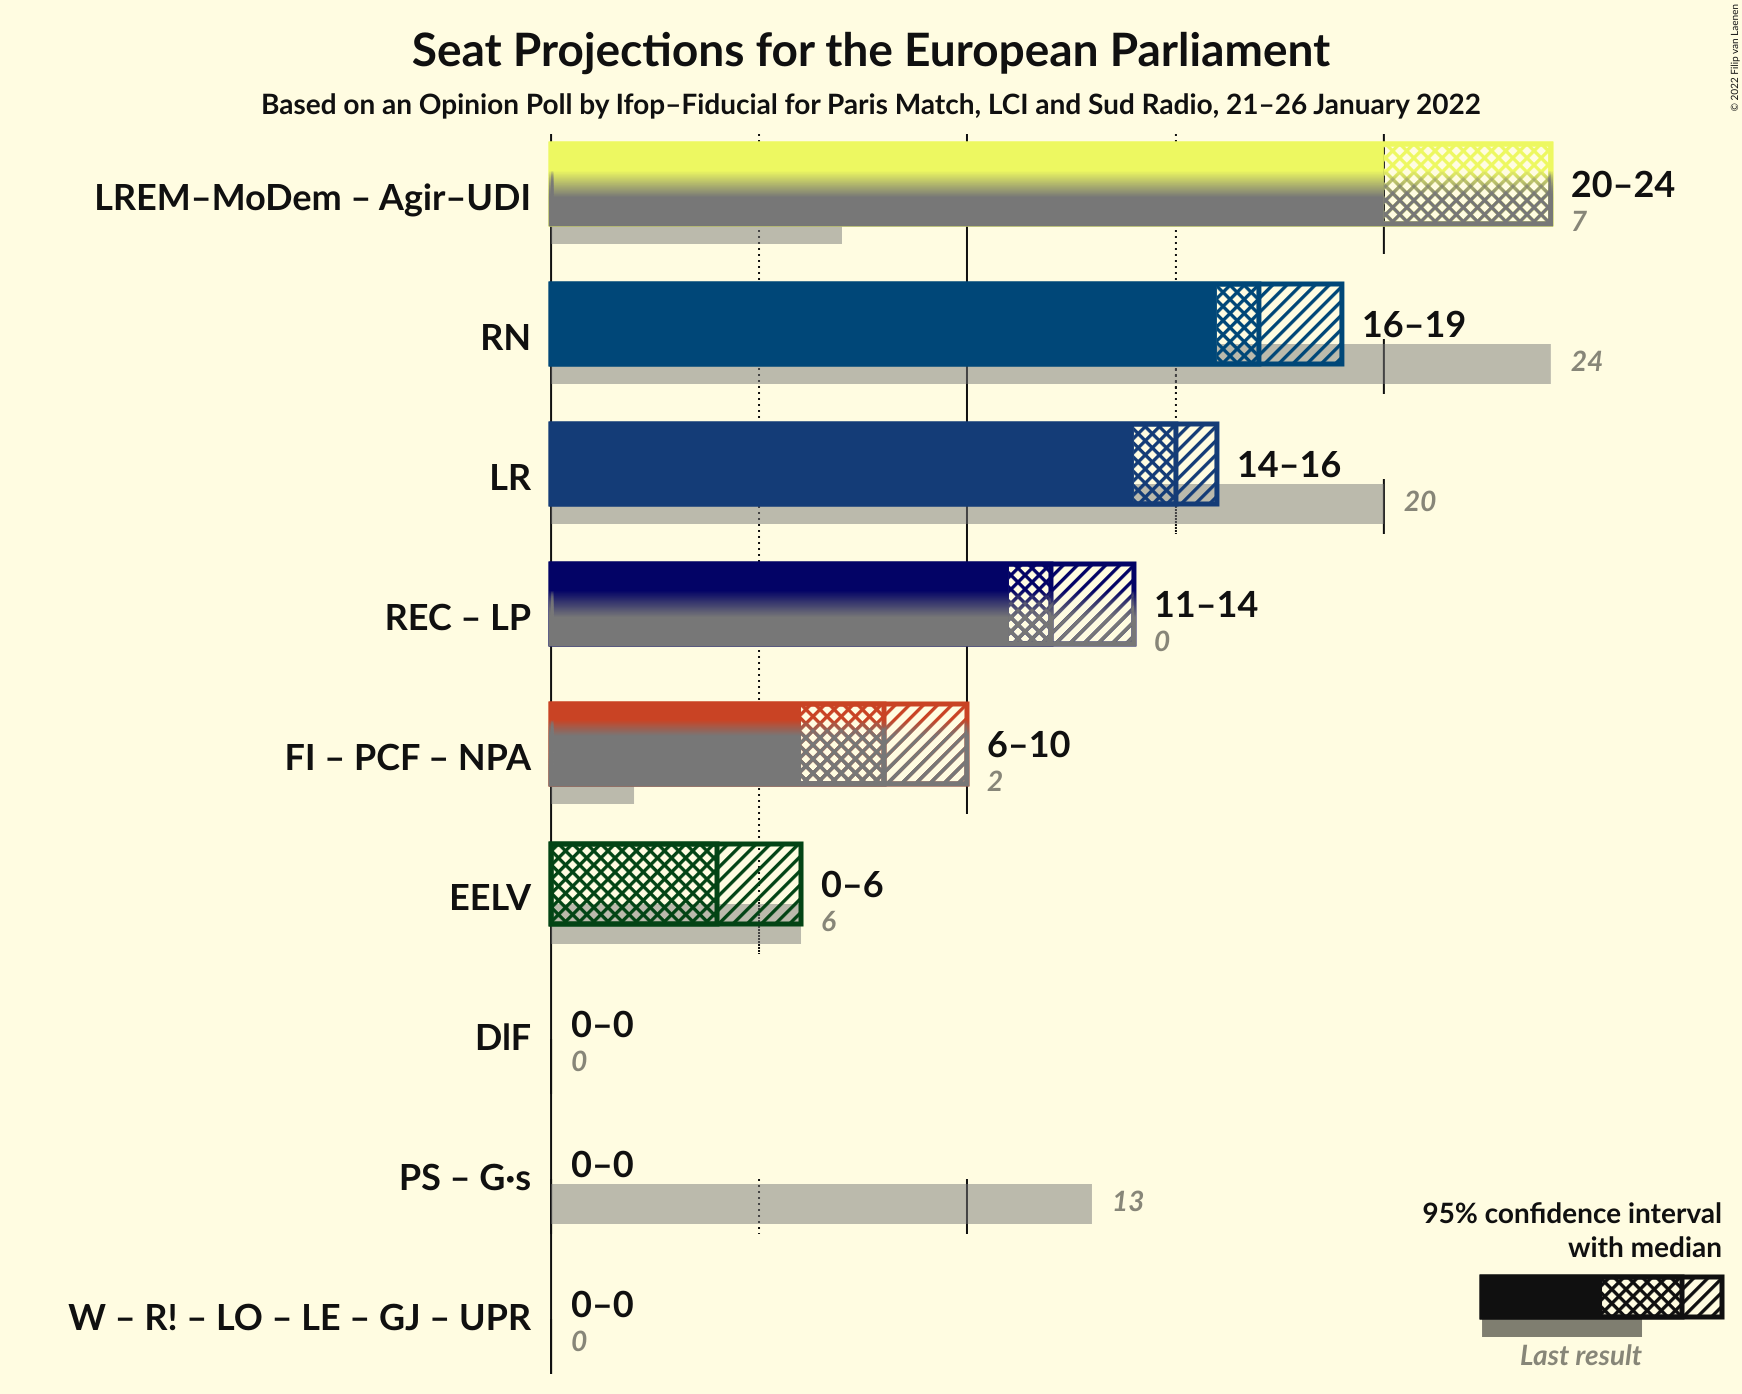 Seat Projections for the European Parliament
Based on an Opinion Poll by Ifop–Fiducial for Paris Match, LCI and Sud Radio, 21–26 January 2022
© 2022 Filip van Laenen
LREM–MoDem – Agir–UDI
20–24
7
RN
16–19
24
LR
14–16
20
REC – LP
11–14
0
FI – PCF – NPA
6–10
2
EELV
0–6
6
DlF
0–0
0
PS – G·s
0–0
13
W – R! – LO – LE – GJ – UPR
0–0
0
95% confidence interval
with median
Last result